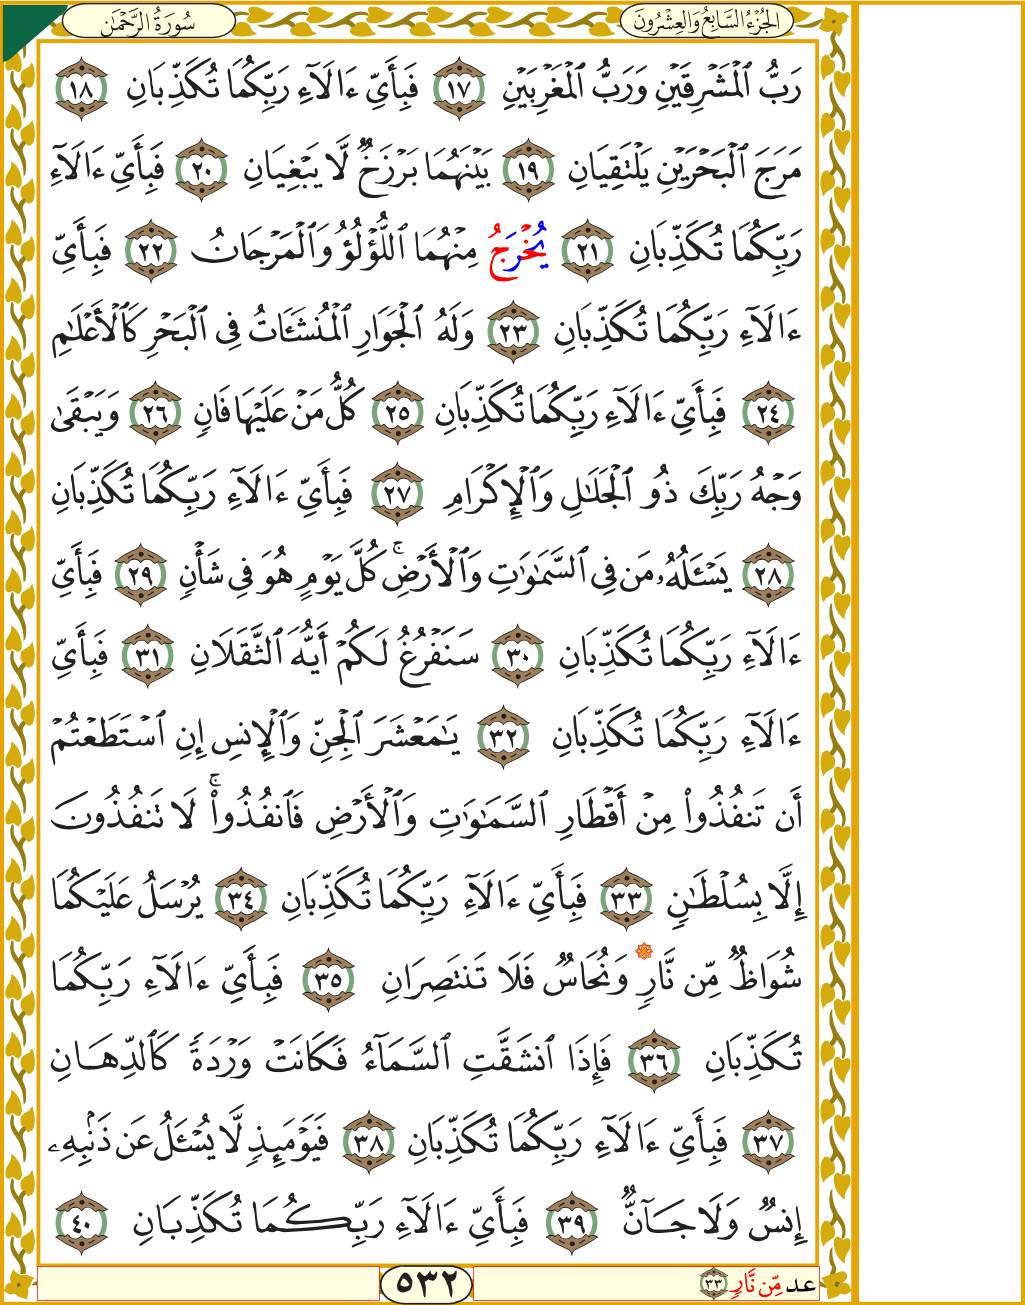 سُورَةُ الرَّحْمَٰن
الجُزْءُ السَّابِعُ وَالعِشْرُونَ
رَبُّ ٱلْمَشْرِقَيْنِ وَرَبُّ ٱلْمَغْرِبَيْنِ ١٧ فَبِأَيِّ ءَالَآءِ رَبِّكُمَا تُكَذِّبَانِ ١٨
مَرَجَ ٱلْبَحْرَيْنِ يَلْتَقِيَانِ ١٩ بَيْنَهُمَا بَرْزَخٌ لَّا يَبْغِيَانِ ٢٠ فَبِأَيِّ ءَالَآءِ
رَبِّكُمَا تُكَذِّبَانِ ٢١ يُخْرَجُ مِنْهُمَا ٱللُّؤْلُؤُ وَٱلْمَرْجَانُ ٢٢ فَبِأَيِّ
ءَالَآءِ رَبِّكُمَا تُكَذِّبَانِ ٢٣ وَلَهُ ٱلْجَوَارِ ٱلْمُنشَـَٔاتُ فِى ٱلْبَحْرِ كَٱلْأَعْلَٰمِ
٢٤ فَبِأَيِّ ءَالَآءِ رَبِّكُمَا تُكَذِّبَانِ ٢٥ كُلُّ مَنْ عَلَيْهَا فَانٍ ٢٦ وَيَبْقَىٰ
وَجْهُ رَبِّكَ ذُو ٱلْجَلَٰلِ وَٱلْإِكْرَامِ ٢٧ فَبِأَيِّ ءَالَآءِ رَبِّكُمَا تُكَذِّبَانِ
٢٨ يَسْـَٔلُهُۥ مَن فِى ٱلسَّمَٰوَٰتِ وَٱلْأَرْضِ ۚ كُلَّ يَوْمٍ هُوَ فِى شَأْنٍ ٢٩ فَبِأَيِّ
ءَالَآءِ رَبِّكُمَا تُكَذِّبَانِ ٣٠ سَنَفْرُغُ لَكُمْ أَيُّهَ ٱلثَّقَلَانِ ٣١ فَبِأَيِّ
ءَالَآءِ رَبِّكُمَا تُكَذِّبَانِ ٣٢ يَٰمَعْشَرَ ٱلْجِنِّ وَٱلْإِنسِ إِنِ ٱسْتَطَعْتُمْ
أَن تَنفُذُوا۟ مِنْ أَقْطَارِ ٱلسَّمَٰوَٰتِ وَٱلْأَرْضِ فَٱنفُذُوا۟ ۚ لَا تَنفُذُونَ
إِلَّا بِسُلْطَٰنٍ ٣٣ فَبِأَيِّ ءَالَآءِ رَبِّكُمَا تُكَذِّبَانِ ٣٤ يُرْسَلُ عَلَيْكُمَا
شُوَاظٌ مِّن نَّارٍ وَنُحَاسٌ فَلَا تَنتَصِرَانِ ٣٥ فَبِأَيِّ ءَالَآءِ رَبِّكُمَا
تُكَذِّبَانِ ٣٦ فَإِذَا ٱنشَقَّتِ ٱلسَّمَآءُ فَكَانَتْ وَرْدَةً كَٱلدِّهَانِ
٣٧ فَبِأَيِّ ءَالَآءِ رَبِّكُمَا تُكَذِّبَانِ ٣٨ فَيَوْمَئِذٍ لَّا يُسْـَٔلُ عَن ذَنۢبِهِۦ
إِنسٌ وَلَا جَآنٌّ ٣٩ فَبِأَيِّ ءَالَآءِ رَبِّكُمَا تُكَذِّبَانِ ٤٠
عد مِّن نَّارٍ ٣٣
٥٣٢